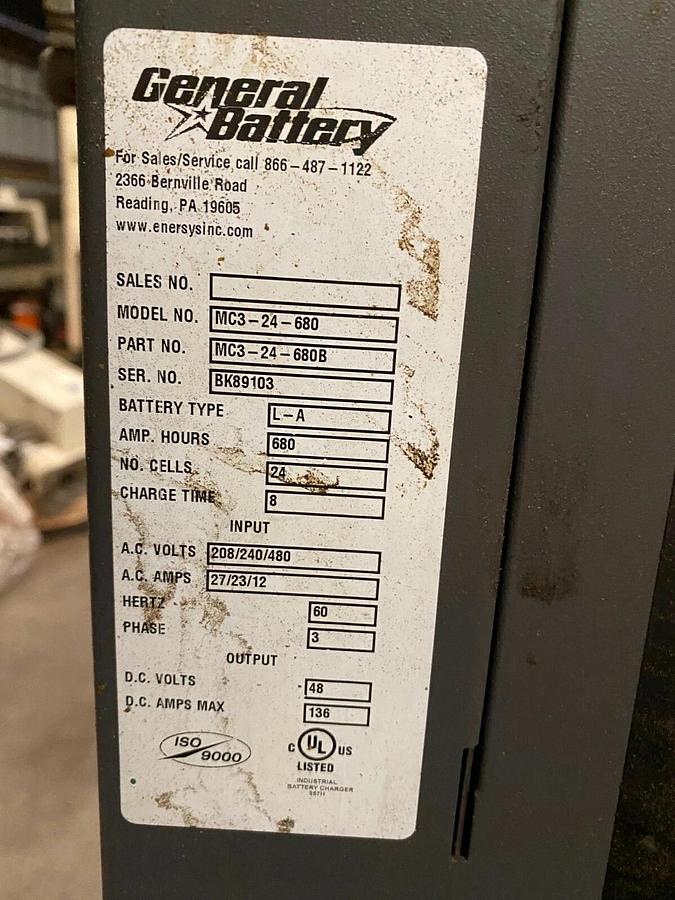 General
Battery
For Sales/Service call 866-487-1122
2366 Bernville Road
Reading, PA 19605
www.enersysinc.com
SALES NO.
MODEL NO. MC3-24-680
PART NO. MC3-24-680B
SER. NO. BK89103
BATTERY TYPE L-A
AMP. HOURS 680
NO. CELLS 24
CHARGE TIME 8
INPUT
A.C. VOLTS 208/240/480
A.C. AMPS 27/23/12
HERTZ 60
PHASE 3
OUTPUT
D.C. VOLTS 48
D.C. AMPS MAX 136
ISO 9000
C UL US
LISTED
INDUSTRIAL
BATTERY CHARGER